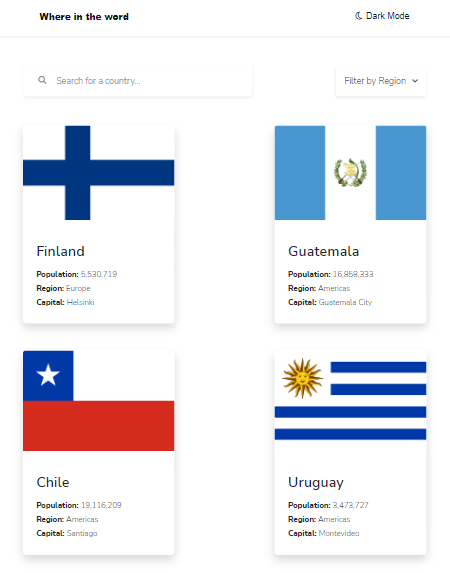 Where in the word
Dark Mode
Search for a country...
Filter by Region
Finland
Population: 5,530,719
Region: Europe
Capital: Helsinki
Guatemala
Population: 16,858,333
Region: Americas
Capital: Guatemala City
Chile
Population: 19,116,209
Region: Americas
Capital: Santiago
Uruguay
Population: 3,473,727
Region: Americas
Capital: Montevideo